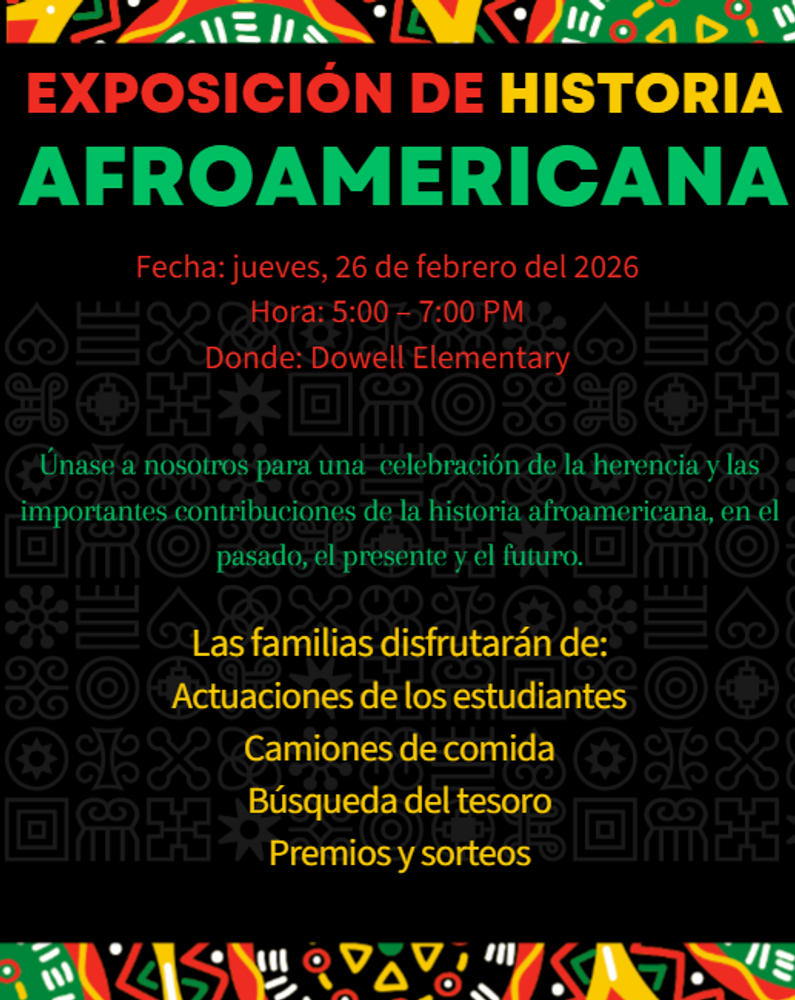 EXPOSICIÓN DE HISTORIA
AFROAMERICANA
Fecha: jueves, 26 de febrero del 2026
Hora: 5:00 – 7:00 PM
Donde: Dowell Elementary
Únase a nosotros para una celebración de la herencia y las
importantes contribuciones de la historia afroamericana, en el
pasado, el presente y el futuro.
Las familias disfrutarán de:
Actuaciones de los estudiantes
Camiones de comida
Búsqueda del tesoro
Premios y sorteos